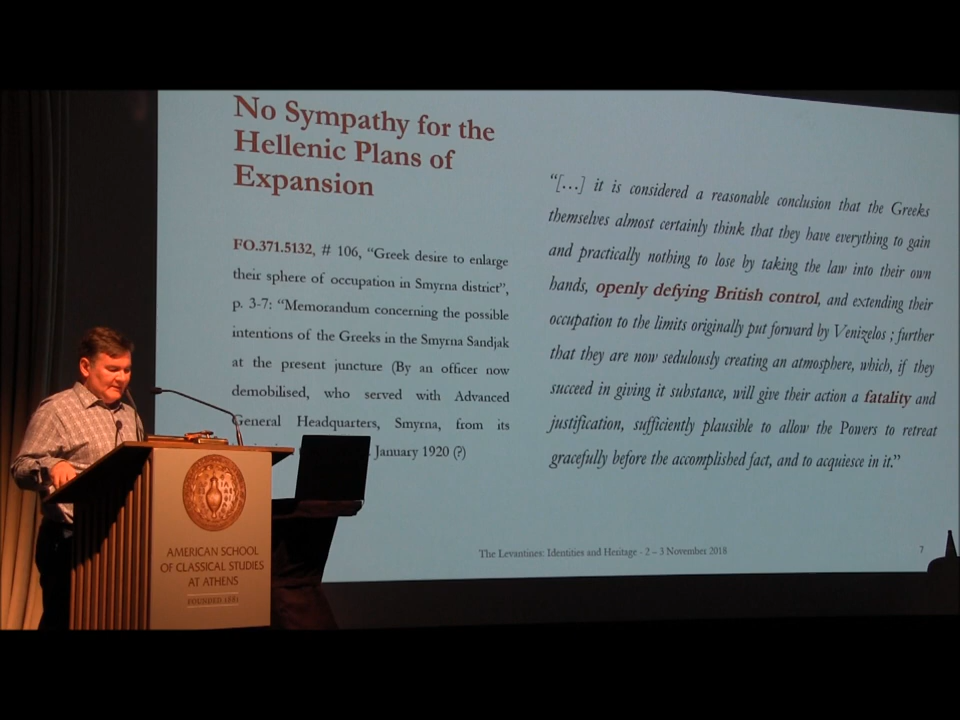 No Sympathy for the
Hellenic Plans of
Expansion
FO.371.5132, # 106, “Greek desire to enlarge
their sphere of occupation in Smyrna district”,
p. 3-7: “Memorandum concerning the possible
intentions of the Greeks in the Smyrna Sandjak
at the present juncture (By an officer now
demobilised, who served with Advanced
General Headquarters, Smyrna, from its
January 1920 (?)
“[…] it is considered a reasonable conclusion that the Greeks
themselves almost certainly think that they have everything to gain
and practically nothing to lose by taking the law into their own
hands, openly defying British control, and extending their
occupation to the limits originally put forward by Venizelos ; further
that they are now sedulously creating an atmosphere, which, if they
succeed in giving it substance, will give their action a fatality and
justification, sufficiently plausible to allow the Powers to retreat
gracefully before the accomplished fact, and to acquiesce in it.”
The Levantines: Identities and Heritage - 2 – 3 November 2018
7
AMERICAN SCHOOL
OF CLASSICAL STUDIES
AT ATHENS
FOUNDED 1881